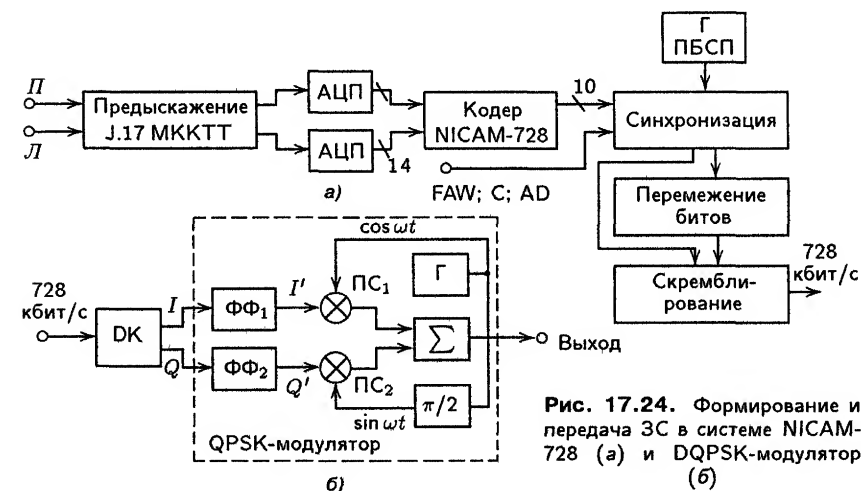 Г
ПБСП
П
Л
Предыскажение
J.17 МККТТ
АЦП
АЦП
14
Кодер
NICAM-728
10
Синхронизация
FAW; C; AD
а)
Перемежение
битов
Скрембли-
рование
728
кбит/с
728
кбит/с
DK
I
Q
ФФ₁
ФФ₂
I′
Q′
cos ωt
ПС₁
ПС₂
Г
Σ
π/2
sin ωt
Выход
QPSK-модулятор
б)
Рис. 17.24. Формирование и
передача ЗС в системе NICAM-
728 (а) и DQPSK-модулятор
(б)